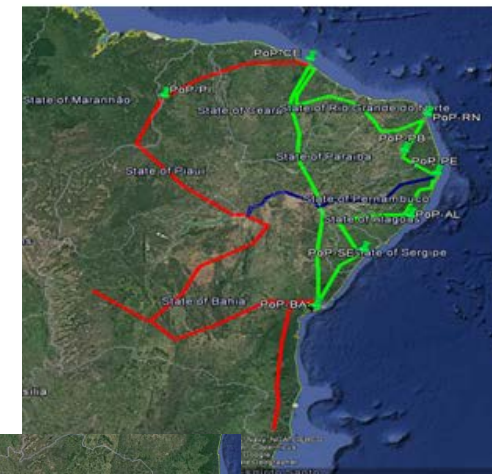 PoP-CE
PoP-PI
State of Maranhão
State of Ceará
State of Rio Grande do Norte
PoP-RN
PoP-PB
State of Paraíba
PoP-PE
State of Piauí
State of Pernambuco
State of Alagoas
PoP-AL
PoP-SE
State of Sergipe
State of Bahia
PoP-BA